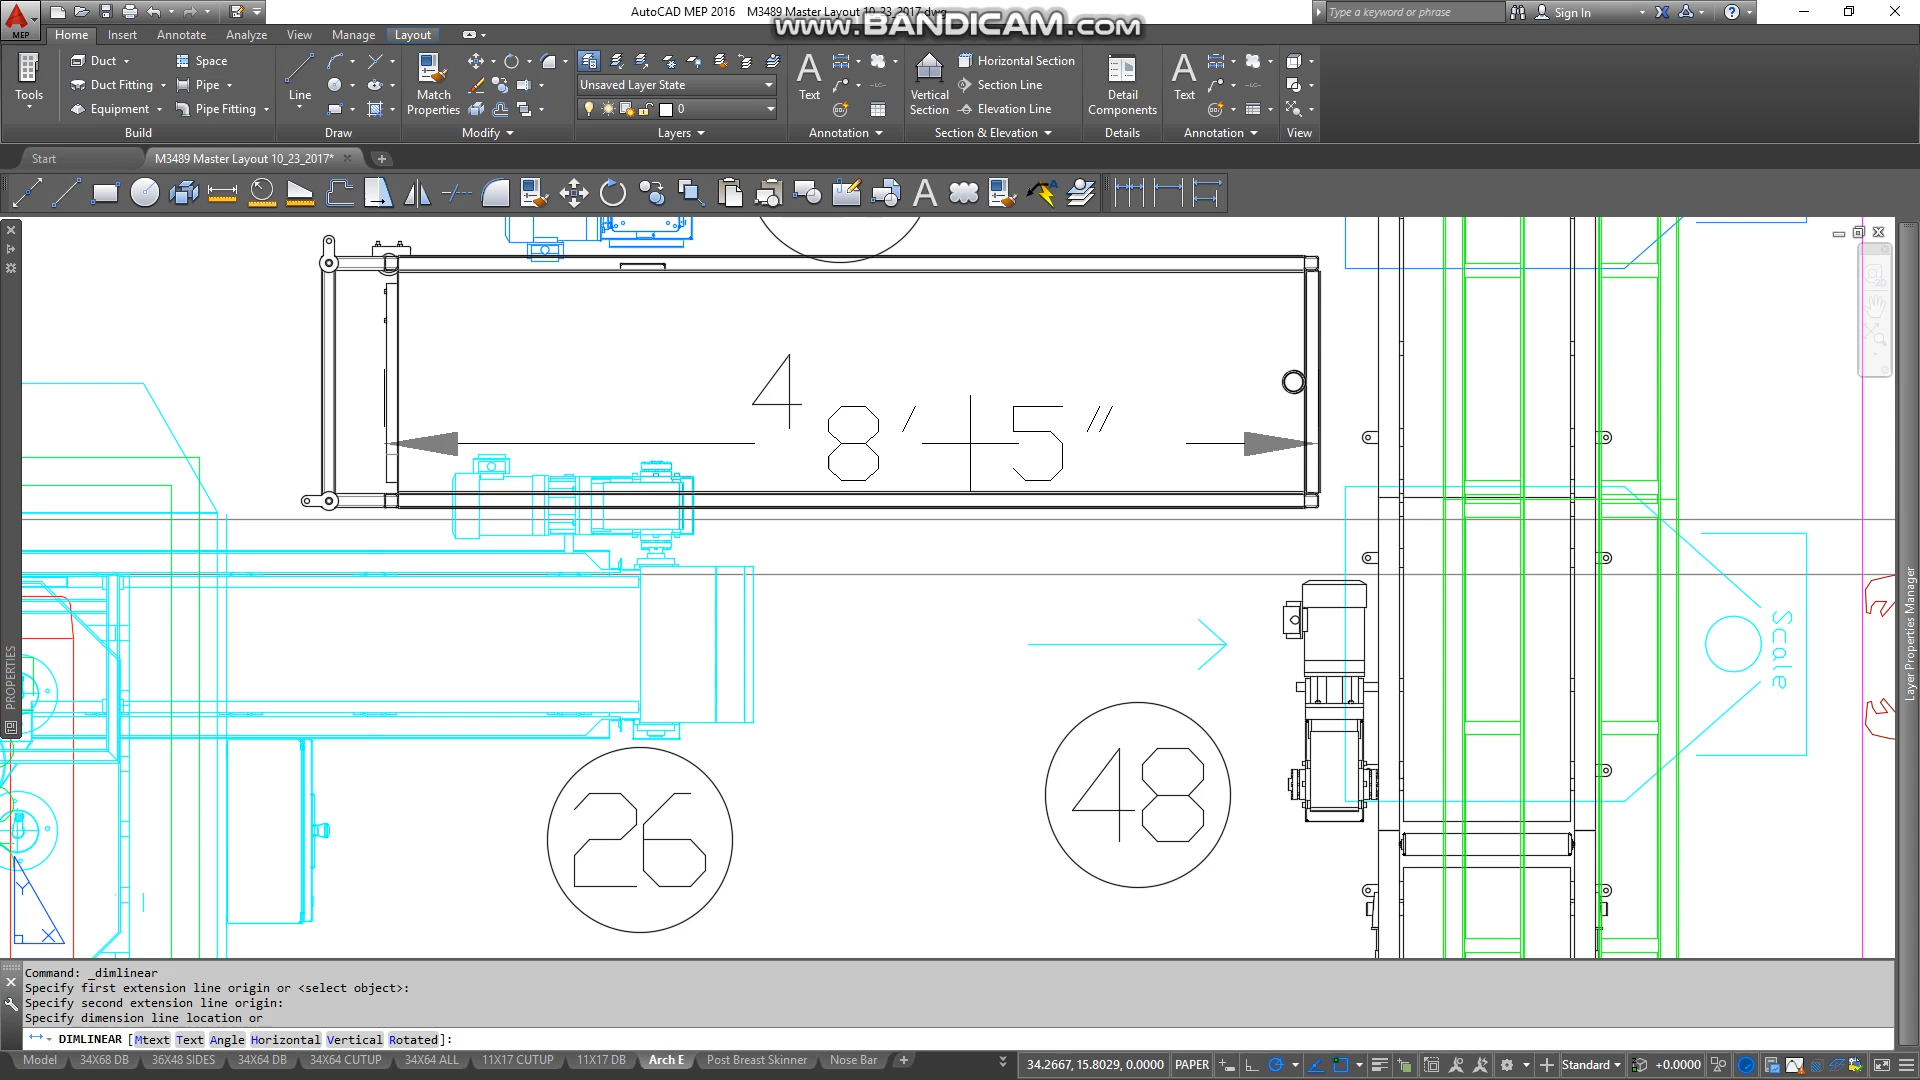 AutoCAD MEP 2016 M3489 Master Layout 10_23_2017.dwg
www.BANDICAM.com
Type a keyword or phrase
Sign In
MEP
Home Insert Annotate Analyze View Manage Layout
Tools
Duct
Duct Fitting
Equipment
Space
Pipe
Pipe Fitting
Build
Line
Draw
Match Properties
Modify
Unsaved Layer State
0
Layers
Text
Annotation
Vertical Section
Horizontal Section
Section Line
Elevation Line
Section & Elevation
Detail Components
Details
Text
Annotation
View
Start
M3489 Master Layout 10_23_2017*
4
8' 5"
26
48
Scale
Y
X
PROPERTIES
Layer Properties Manager
Command: _dimlinear
Specify first extension line origin or <select object>:
Specify second extension line origin:
Specify dimension line location or
DIMLINEAR [Mtext Text Angle Horizontal Vertical Rotated]:
Model 34X68 DB 36X48 SIDES 34X64 DB 34X64 CUTUP 34X64 ALL 11X17 CUTUP 11X17 DB Arch E Post Breast Skinner Nose Bar
34.2667, 15.8029, 0.0000 PAPER
Standard
+0.0000